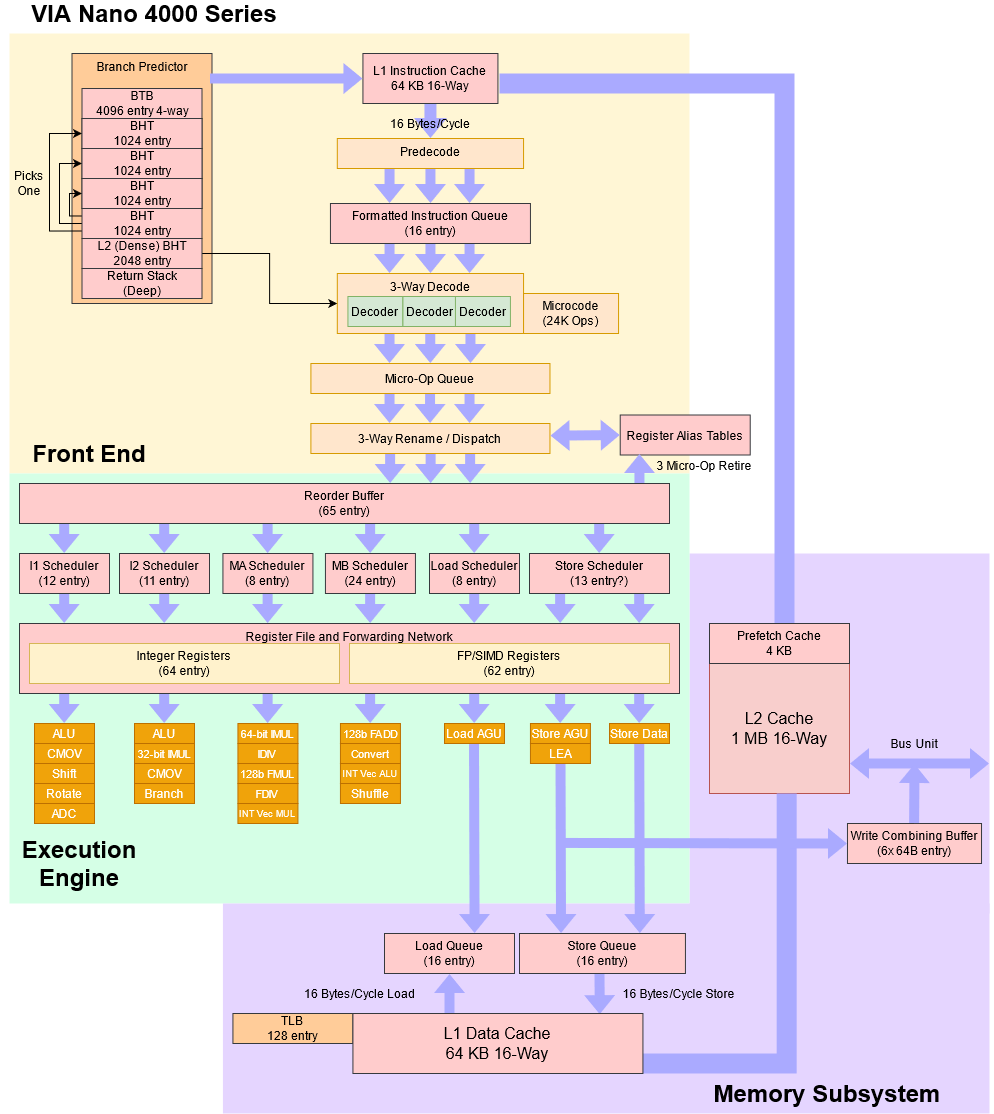 VIA Nano 4000 Series
Branch Predictor
BTB
4096 entry 4-way
BHT
1024 entry
BHT
1024 entry
BHT
1024 entry
BHT
1024 entry
L2 (Dense) BHT
2048 entry
Return Stack
(Deep)
Picks
One
L1 Instruction Cache
64 KB 16-Way
16 Bytes/Cycle
Predecode
Formatted Instruction Queue
(16 entry)
3-Way Decode
Decoder
Decoder
Decoder
Microcode
(24K Ops)
Micro-Op Queue
3-Way Rename / Dispatch
Register Alias Tables
3 Micro-Op Retire
Front End
Reorder Buffer
(65 entry)
I1 Scheduler
(12 entry)
I2 Scheduler
(11 entry)
MA Scheduler
(8 entry)
MB Scheduler
(24 entry)
Load Scheduler
(8 entry)
Store Scheduler
(13 entry?)
Register File and Forwarding Network
Integer Registers
(64 entry)
FP/SIMD Registers
(62 entry)
ALU
CMOV
Shift
Rotate
ADC
ALU
32-bit IMUL
CMOV
Branch
64-bit IMUL
IDIV
128b FMUL
FDIV
INT Vec MUL
128b FADD
Convert
INT Vec ALU
Shuffle
Load AGU
Store AGU
LEA
Store Data
Execution
Engine
Prefetch Cache
4 KB
L2 Cache
1 MB 16-Way
Bus Unit
Write Combining Buffer
(6x 64B entry)
Load Queue
(16 entry)
Store Queue
(16 entry)
16 Bytes/Cycle Load
16 Bytes/Cycle Store
TLB
128 entry
L1 Data Cache
64 KB 16-Way
Memory Subsystem